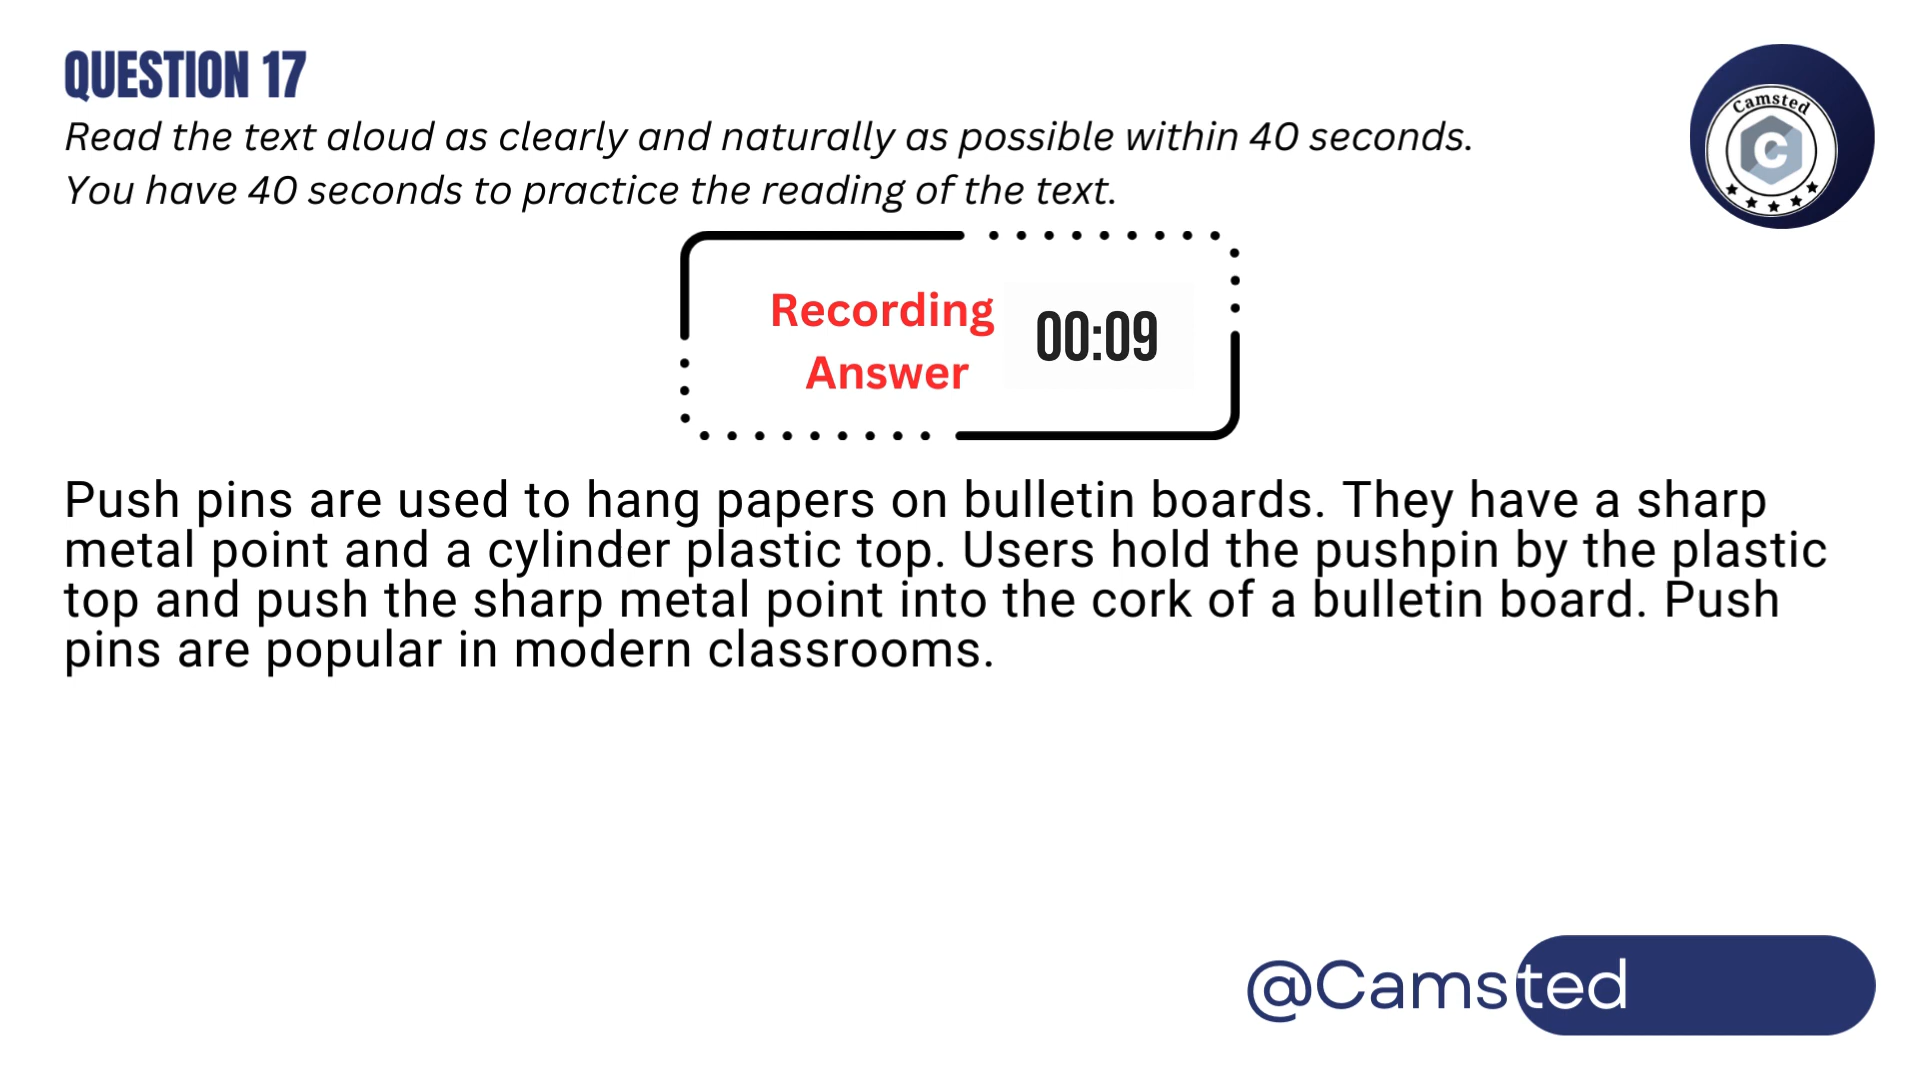 QUESTION 17
Read the text aloud as clearly and naturally as possible within 40 seconds.
You have 40 seconds to practice the reading of the text.
Camsted
C
Recording
Answer
00:09
Push pins are used to hang papers on bulletin boards. They have a sharp
metal point and a cylinder plastic top. Users hold the pushpin by the plastic
top and push the sharp metal point into the cork of a bulletin board. Push
pins are popular in modern classrooms.
@Camsted